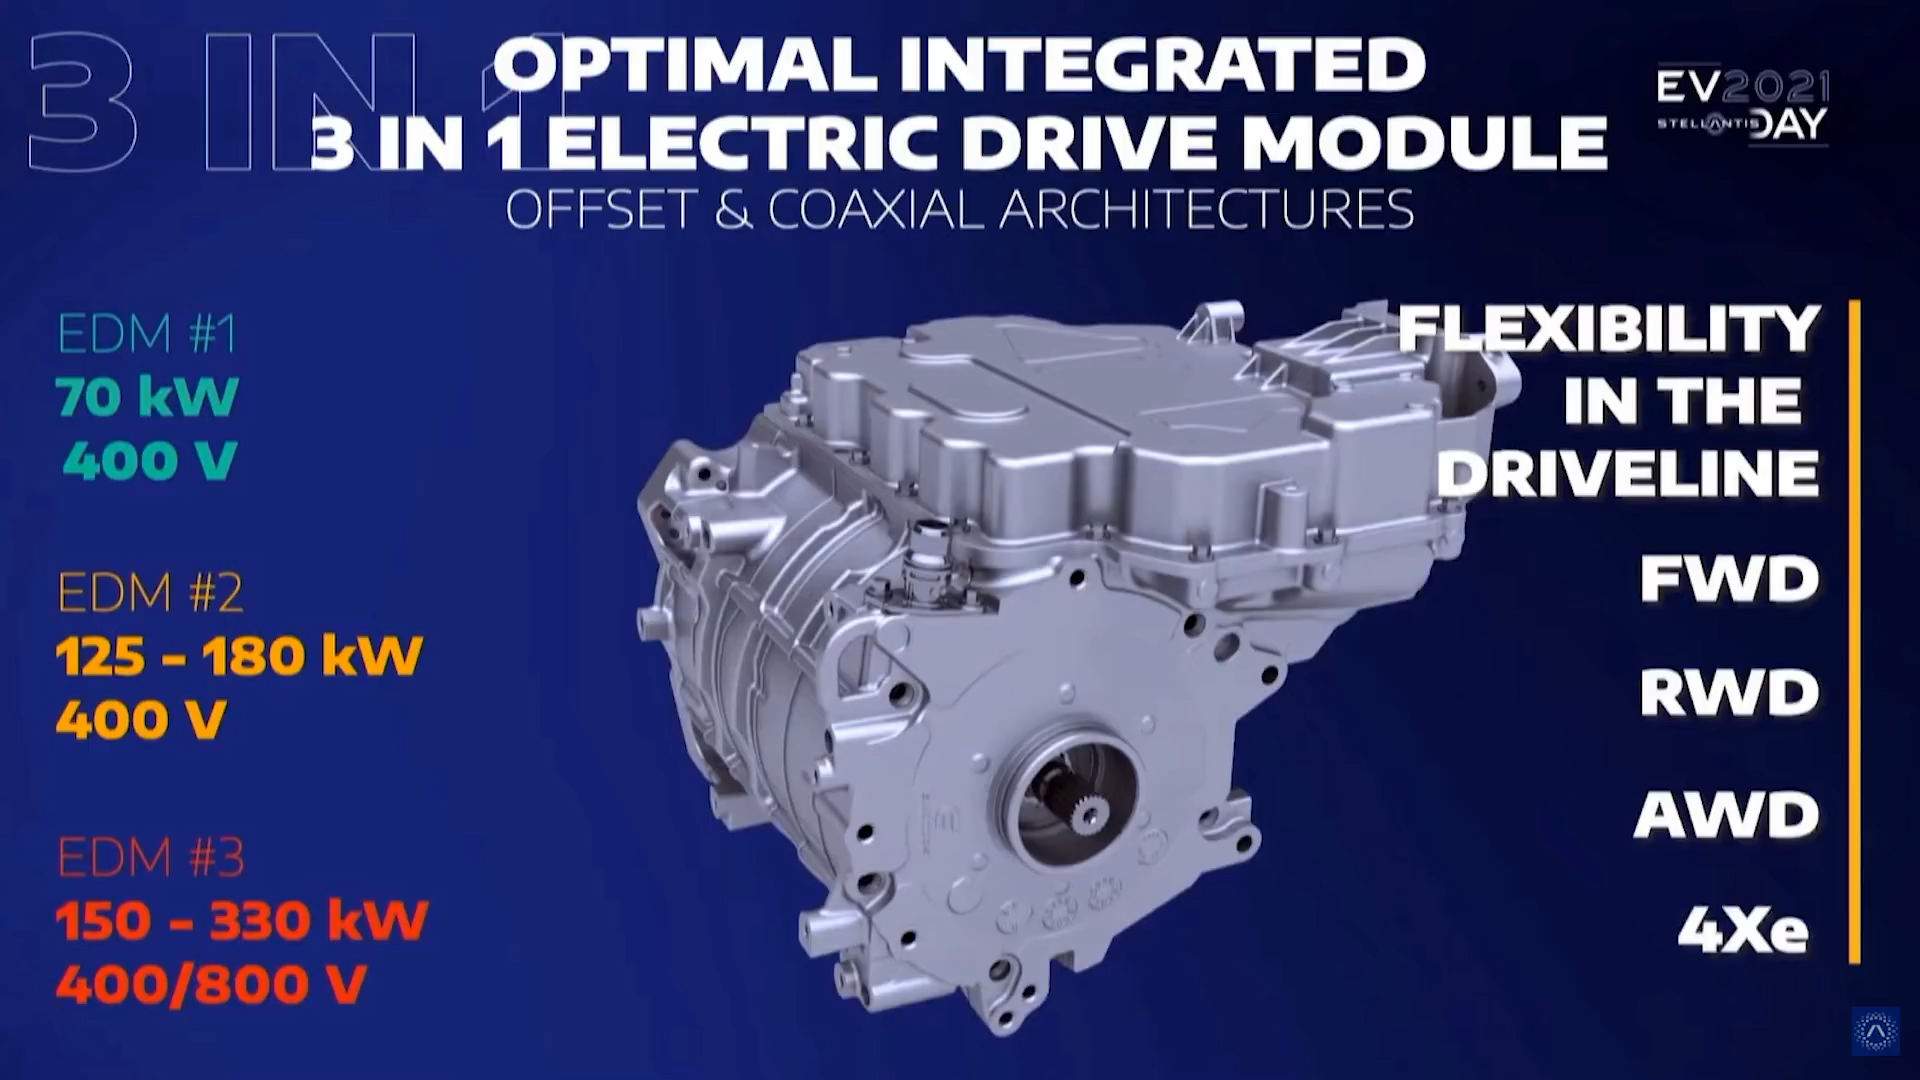 3 IN 1
OPTIMAL INTEGRATED
3 IN 1 ELECTRIC DRIVE MODULE
OFFSET & COAXIAL ARCHITECTURES
EV2021
STELLANTIS DAY
EDM #1
70 kW
400 V
EDM #2
125 - 180 kW
400 V
EDM #3
150 - 330 kW
400/800 V
FLEXIBILITY
IN THE
DRIVELINE
FWD
RWD
AWD
4Xe